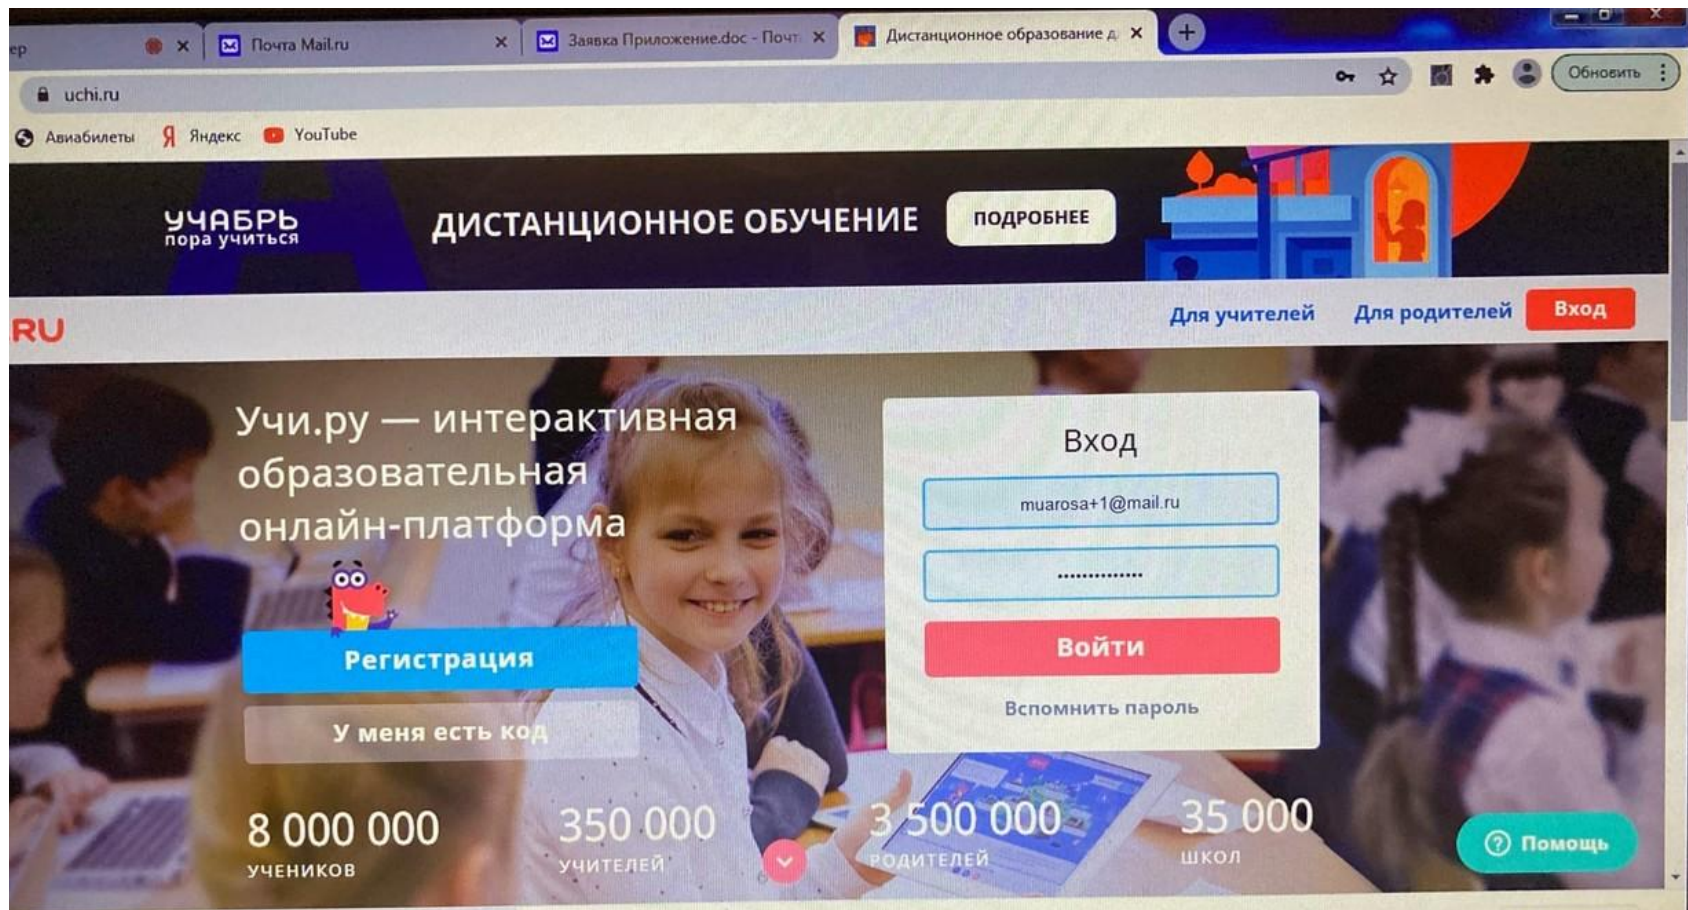 ер
Почта Mail.ru
Заявка Приложение.doc - Почт
Дистанционное образование д
uchi.ru
Обновить
Авиабилеты
Яндекс
YouTube
УЧАБРЬ
пора учиться
ДИСТАНЦИОННОЕ ОБУЧЕНИЕ
ПОДРОБНЕЕ
RU
Для учителей
Для родителей
Вход
Учи.ру — интерактивная
образовательная
онлайн-платформа
Регистрация
У меня есть код
Вход
muarosa+1@mail.ru
••••••••••••••
Войти
Вспомнить пароль
8 000 000
УЧЕНИКОВ
350 000
УЧИТЕЛЕЙ
3 500 000
РОДИТЕЛЕЙ
35 000
ШКОЛ
Помощь